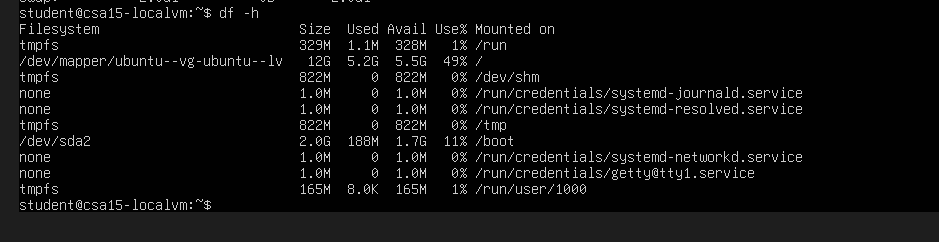 student@csa15-localvm:~$ df -h
Filesystem Size Used Avail Use% Mounted on
tmpfs 329M 1.1M 328M 1% /run
/dev/mapper/ubuntu--vg-ubuntu--lv 12G 5.2G 5.5G 49% /
tmpfs 822M 0 822M 0% /dev/shm
none 1.0M 0 1.0M 0% /run/credentials/systemd-journald.service
none 1.0M 0 1.0M 0% /run/credentials/systemd-resolved.service
tmpfs 822M 0 822M 0% /tmp
/dev/sda2 2.0G 188M 1.7G 11% /boot
none 1.0M 0 1.0M 0% /run/credentials/systemd-networkd.service
none 1.0M 0 1.0M 0% /run/credentials/getty@tty1.service
tmpfs 165M 8.0K 165M 1% /run/user/1000
student@csa15-localvm:~$